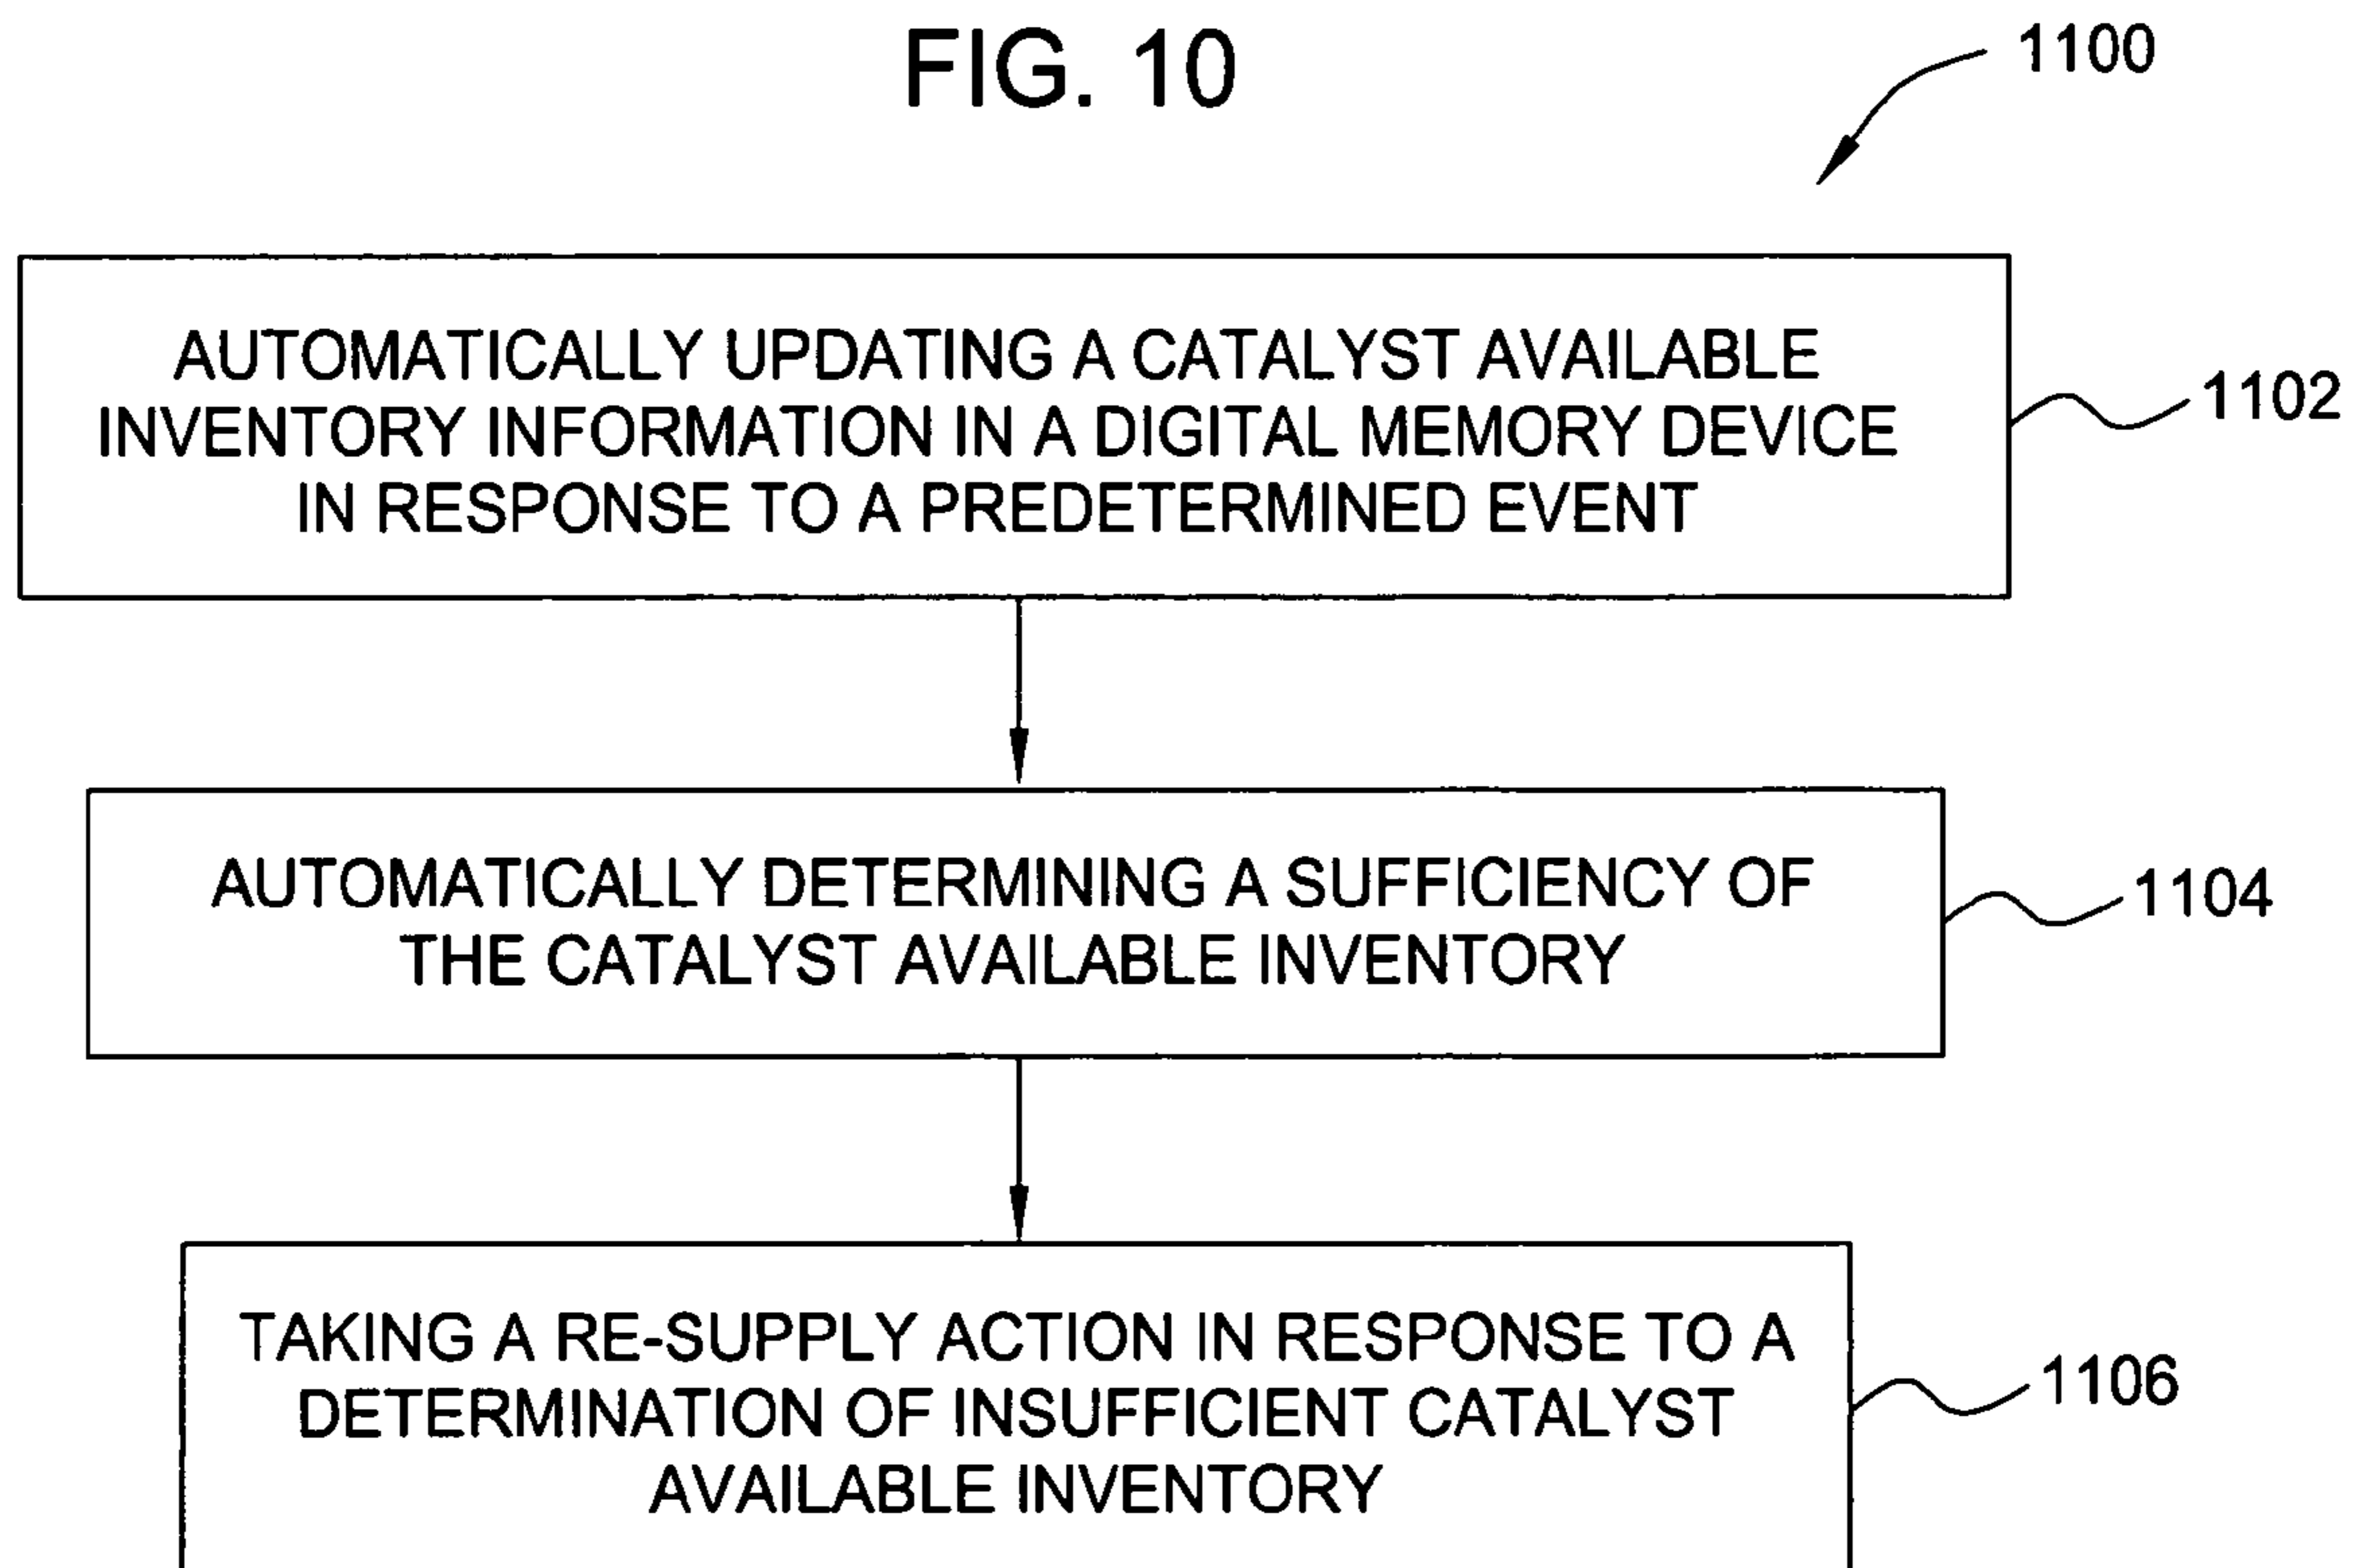 FIG. 10
1100
AUTOMATICALLY UPDATING A CATALYST AVAILABLE
INVENTORY INFORMATION IN A DIGITAL MEMORY DEVICE
IN RESPONSE TO A PREDETERMINED EVENT
1102
AUTOMATICALLY DETERMINING A SUFFICIENCY OF
THE CATALYST AVAILABLE INVENTORY
1104
TAKING A RE-SUPPLY ACTION IN RESPONSE TO A
DETERMINATION OF INSUFFICIENT CATALYST
AVAILABLE INVENTORY
1106